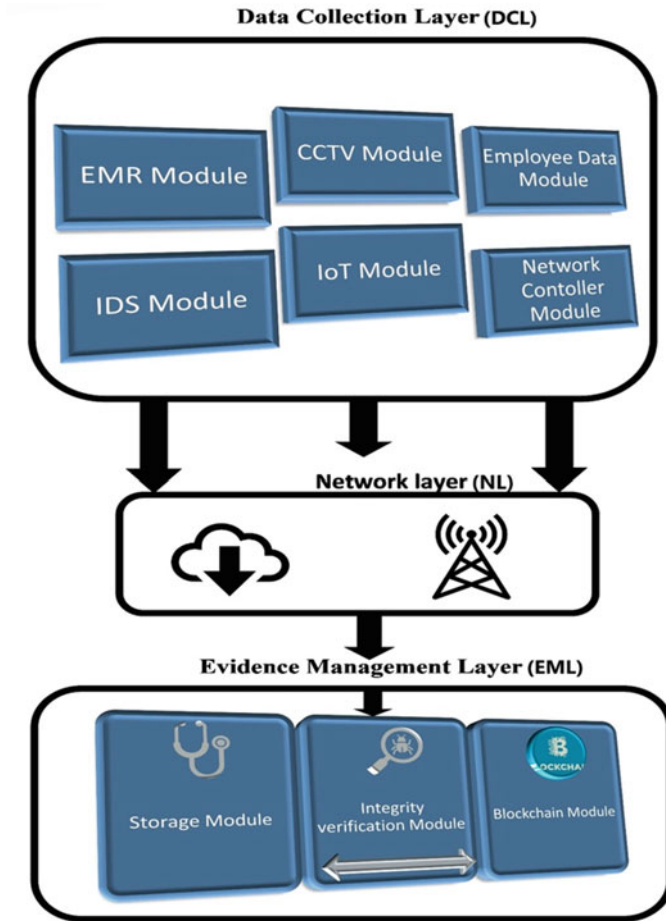 Data Collection Layer (DCL)
EMR Module
CCTV Module
Employee Data
Module
IDS Module
IoT Module
Network
Contoller
Module
Network layer (NL)
Evidence Management Layer (EML)
Storage Module
Integrity
verification Module
B
LOCKCHAI
Blockchain Module